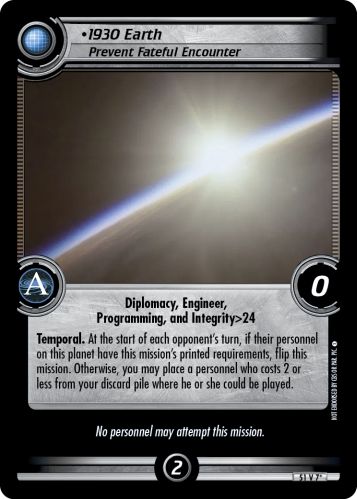 •1930 Earth
Prevent Fateful Encounter
A
0
Diplomacy, Engineer,
Programming, and Integrity>24
Temporal. At the start of each opponent's turn, if their personnel
on this planet have this mission's printed requirements, flip this
mission. Otherwise, you may place a personnel who costs 2 or
less from your discard pile where he or she could be played.
No personnel may attempt this mission.
2
51 V 7